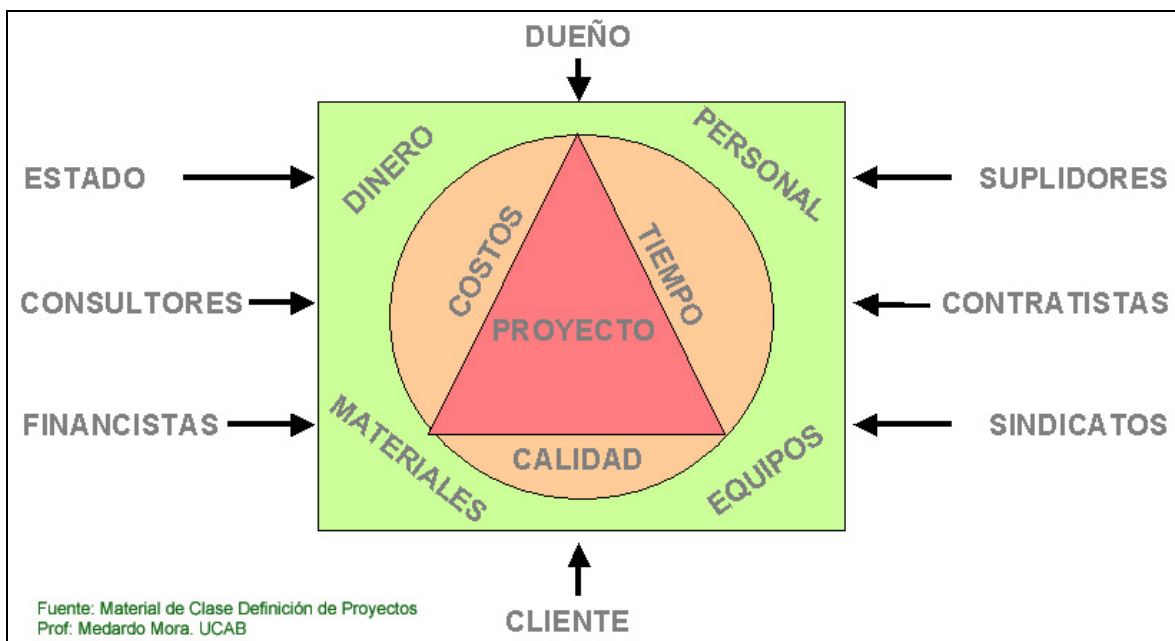 DUEÑO
DINERO
PERSONAL
ESTADO
SUPLIDORES
COSTOS
TIEMPO
CONSULTORES
CONTRATISTAS
PROYECTO
FINANCISTAS
SINDICATOS
MATERIALES
CALIDAD
EQUIPOS
Fuente: Material de Clase Definición de Proyectos
Prof: Medardo Mora. UCAB
CLIENTE